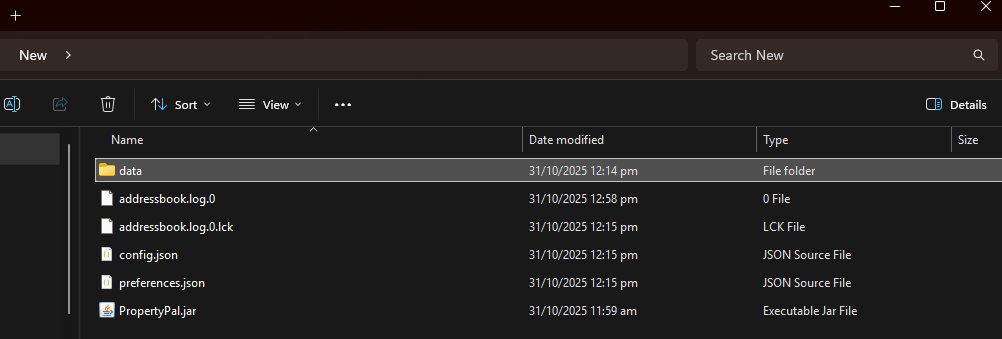 New
Search New
Sort
View
Details
Name Date modified Type Size
data 31/10/2025 12:14 pm File folder
addressbook.log.0 31/10/2025 12:58 pm 0 File
addressbook.log.0.lck 31/10/2025 12:15 pm LCK File
config.json 31/10/2025 12:15 pm JSON Source File
preferences.json 31/10/2025 12:15 pm JSON Source File
PropertyPal.jar 31/10/2025 11:59 am Executable Jar File